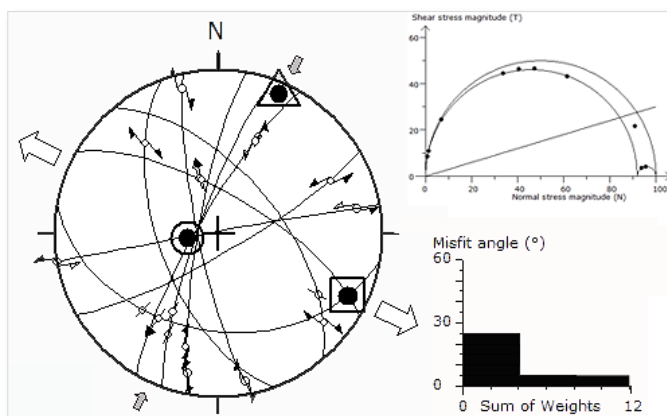 N
Shear stress magnitude (T)
60
40
20
0
0
20
40
60
80
100
Normal stress magnitude (N)
Misfit angle (°)
60
30
0
0 Sum of Weights 12